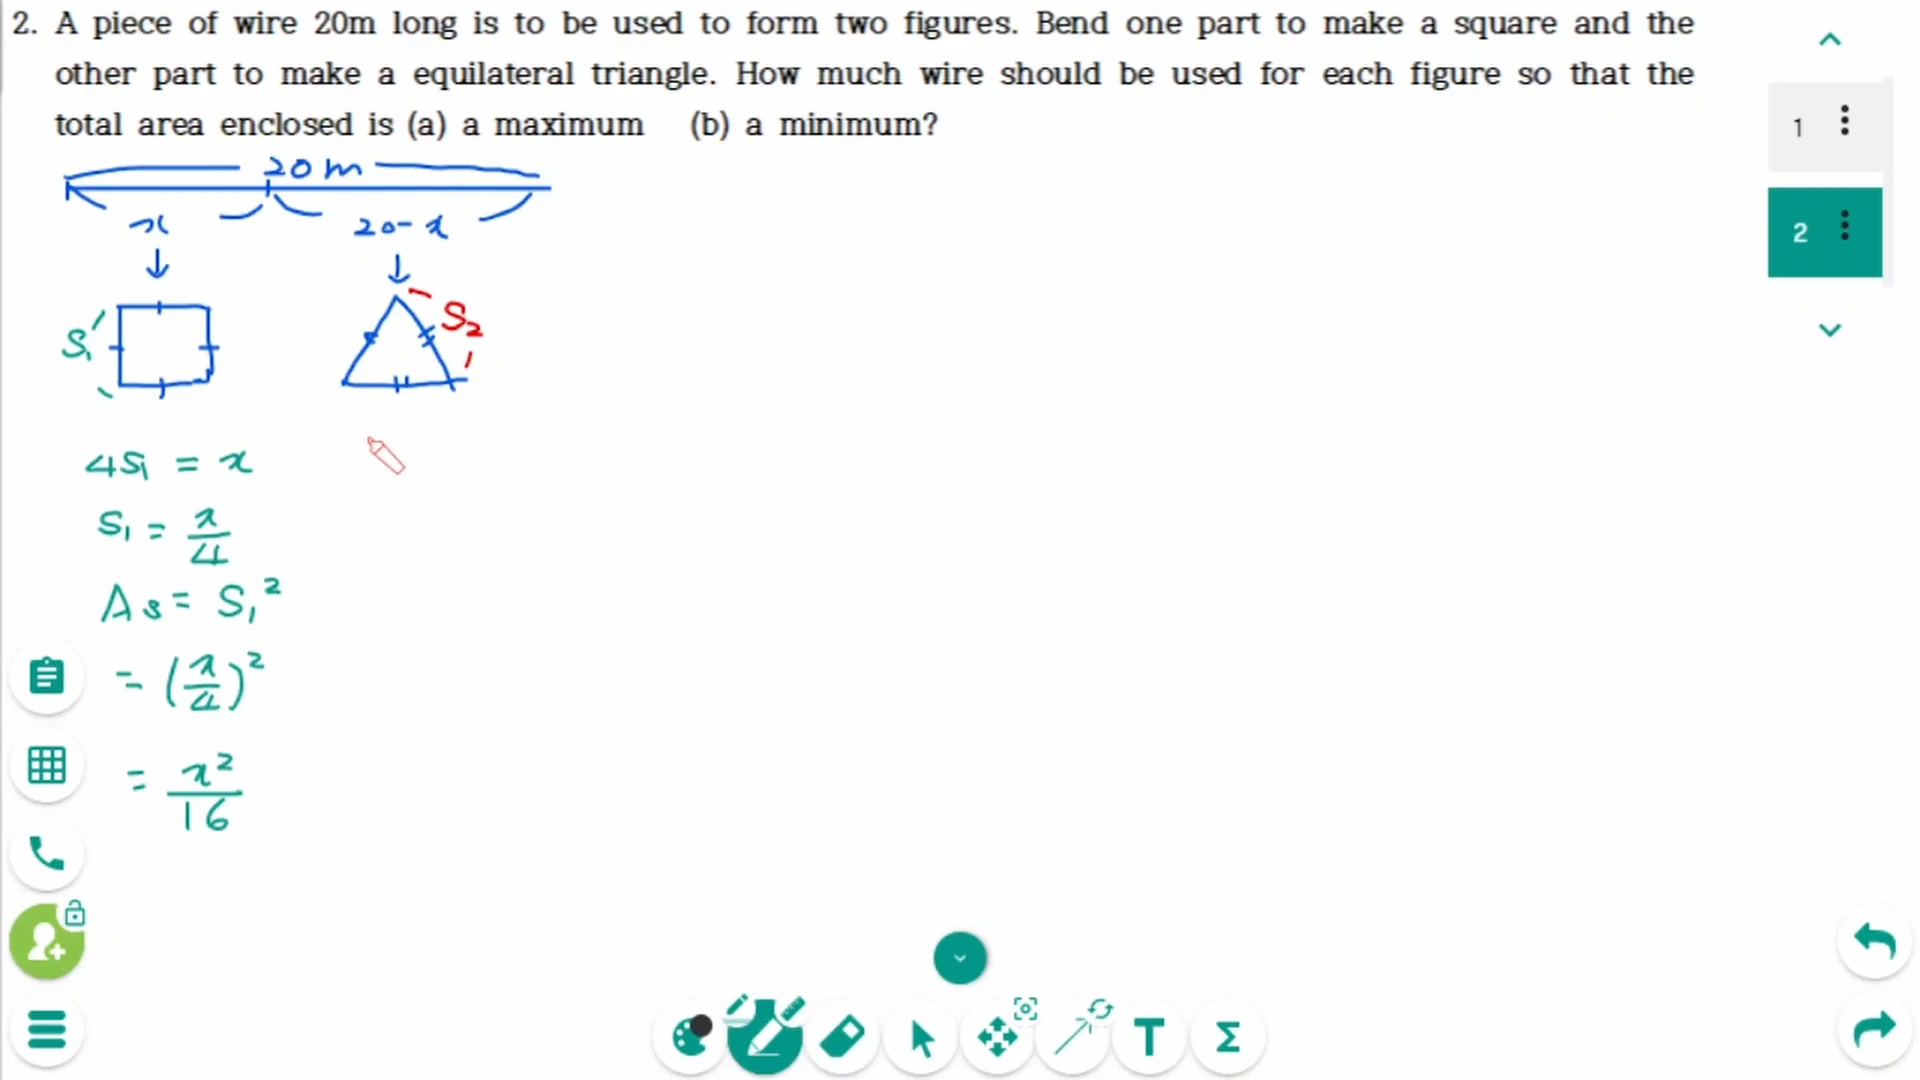 2. A piece of wire 20m long is to be used to form two figures. Bend one part to make a square and the
other part to make a equilateral triangle. How much wire should be used for each figure so that the
total area enclosed is (a) a maximum (b) a minimum?
20 m
x
20-x
S₁
S₂
4S₁ = x
S₁ = x/4
As = S₁²
= (x/4)²
= x²/16
1
2
T
Σ